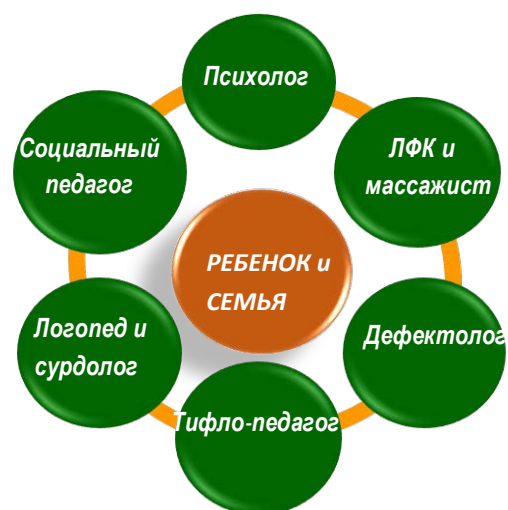 Психолог
Социальный
педагог
ЛФК и
массажист
РЕБЕНОК и
СЕМЬЯ
Логопед и
сурдолог
Дефектолог
Тифло-педагог